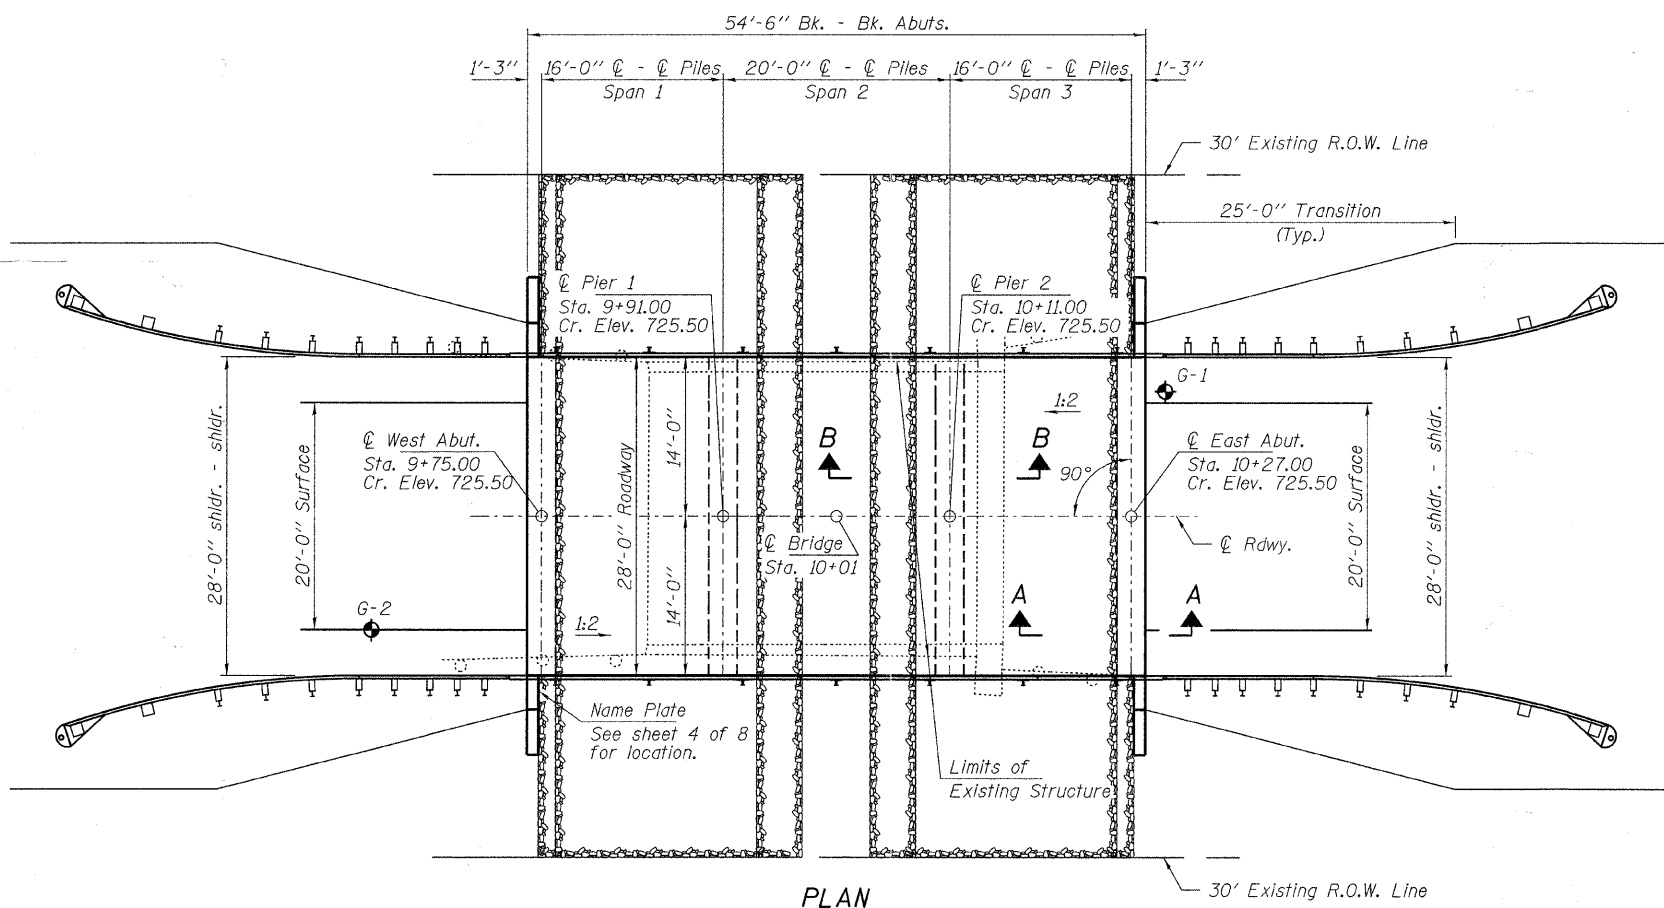 54'-6" Bk. - Bk. Abuts.
1'-3"
16'-0" ℄ - ℄ Piles
20'-0" ℄ - ℄ Piles
16'-0" ℄ - ℄ Piles
1'-3"
Span 1
Span 2
Span 3
30' Existing R.O.W. Line
25'-0" Transition
(Typ.)
℄ Pier 1
Sta. 9+91.00
Cr. Elev. 725.50
℄ Pier 2
Sta. 10+11.00
Cr. Elev. 725.50
G-1
1:2
28'-0" shldr. - shldr.
20'-0" Surface
℄ West Abut.
Sta. 9+75.00
Cr. Elev. 725.50
28'-0" Roadway
14'-0"
14'-0"
B
B
90°
℄ East Abut.
Sta. 10+27.00
Cr. Elev. 725.50
20'-0" Surface
28'-0" shldr. - shldr.
℄ Bridge
Sta. 10+01
℄ Rdwy.
A
A
G-2
1:2
Name Plate
See sheet 4 of 8
for location.
Limits of
Existing Structure
30' Existing R.O.W. Line
PLAN